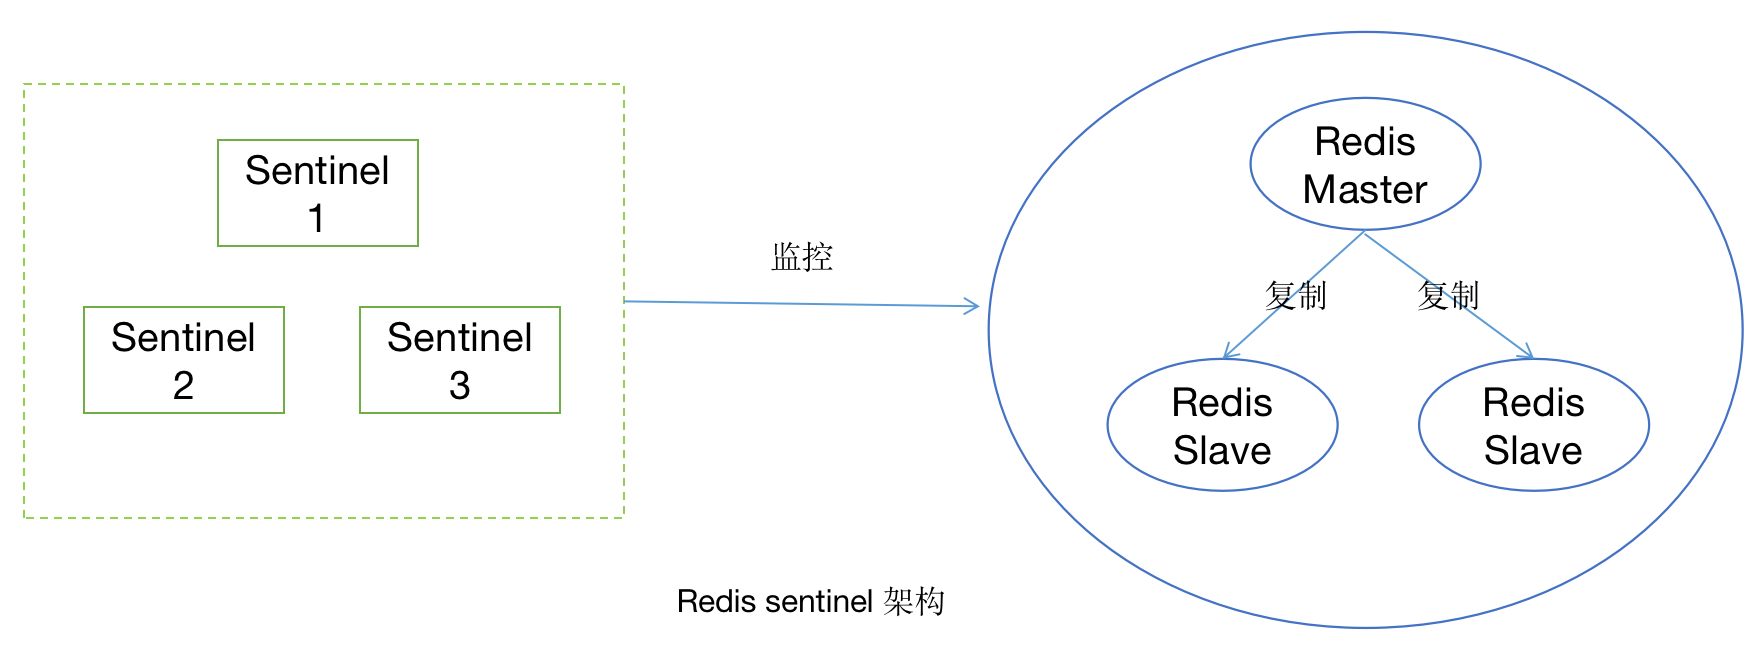 Sentinel
1
Sentinel
2
Sentinel
3
监控
Redis
Master
复制
复制
Redis
Slave
Redis
Slave
Redis sentinel 架构